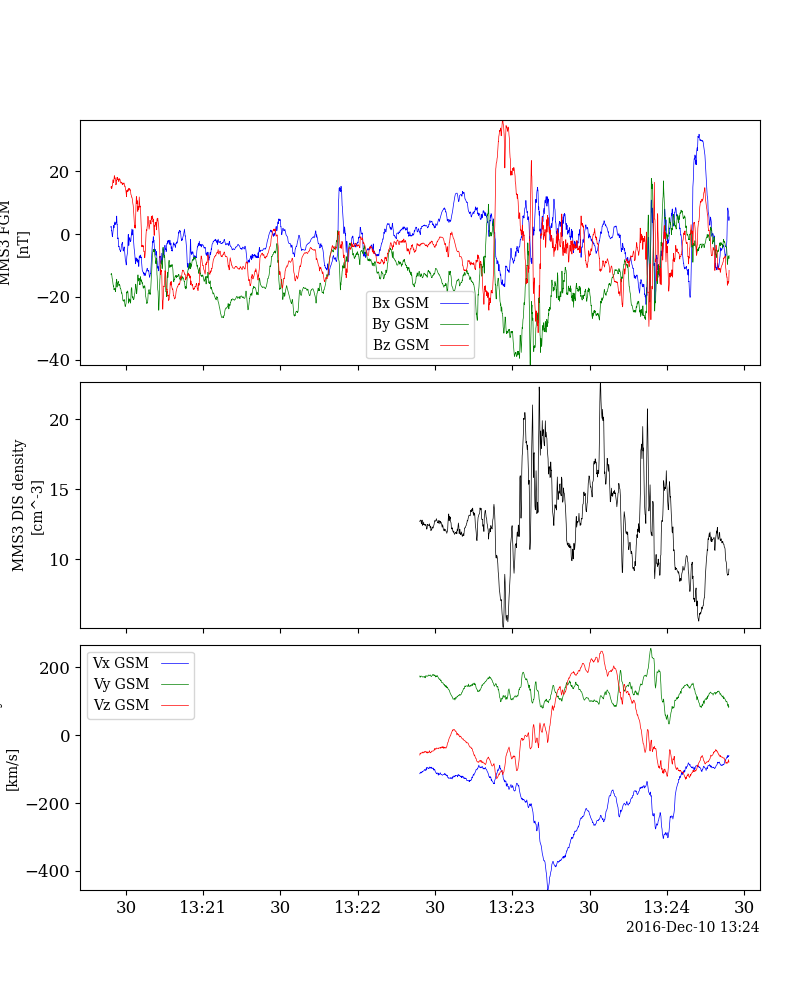 20
0
−20
−40
MMS3 FGM
[nT]
Bx GSM
By GSM
Bz GSM
20
15
10
MMS3 DIS density
[cm^-3]
200
0
−200
−400
[km/s]
Vx GSM
Vy GSM
Vz GSM
30 13:21 30 13:22 30 13:23 30 13:24 30
2016-Dec-10 13:24